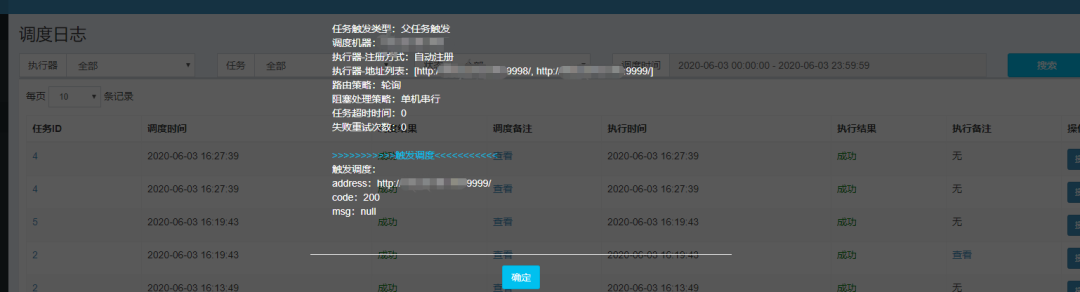 调度日志
执行器 全部 任务 全部 调度时间 2020-06-03 00:00:00 - 2020-06-03 23:59:59 搜索
每页 10 条记录
任务触发类型：父任务触发
调度机器：
执行器-注册方式：自动注册
执行器-地址列表：[http:/ 9998/, http:/ :9999/]
路由策略：轮询
阻塞处理策略：单机串行
任务超时时间：0
失败重试次数：0
>>>>>>>>>>>触发调度<<<<<<<<<<<
触发调度：
address：http:/ 9999/
code：200
msg：null
确定
任务ID 调度时间 结果 调度备注 执行时间 执行结果 执行备注
4 2020-06-03 16:27:39 成功 查看 2020-06-03 16:27:39 成功 无
4 2020-06-03 16:27:39 成功 查看 2020-06-03 16:27:39 成功 无
5 2020-06-03 16:19:43 成功 查看 2020-06-03 16:19:43 成功 无
2 2020-06-03 16:19:43 成功 查看 2020-06-03 16:19:43 成功 查看
2 2020-06-03 16:13:49 成功 查看 2020-06-03 16:13:49 成功 无